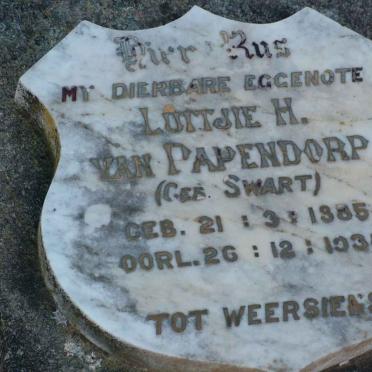 Hier Rus
MY DIERBARE EGGENOTE
LOTTJIE H.
VAN PAPENDORP
(GEB. SWART)
GEB. 21 : 3 : 1885
OORL. 26 : 12 : 193
TOT WEERSIENS